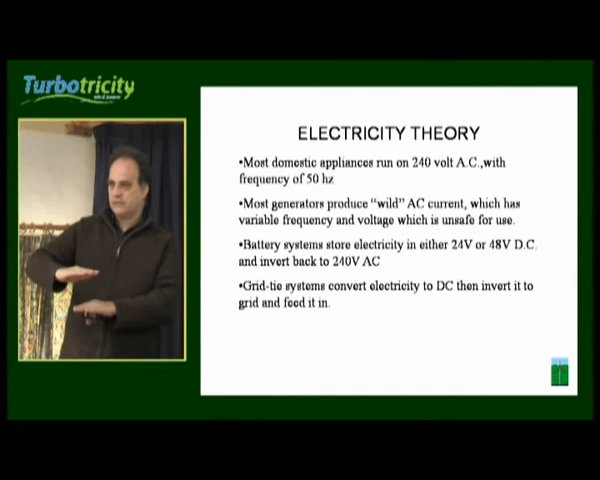 Turbotricity
ELECTRICITY THEORY
•Most domestic appliances run on 240 volt A.C.,with
frequency of 50 hz
•Most generators produce “wild” AC current, which has
variable frequency and voltage which is unsafe for use.
•Battery systems store electricity in either 24V or 48V D.C.
and invert back to 240V AC
•Grid-tie systems convert electricity to DC then invert it to
grid and feed it in.